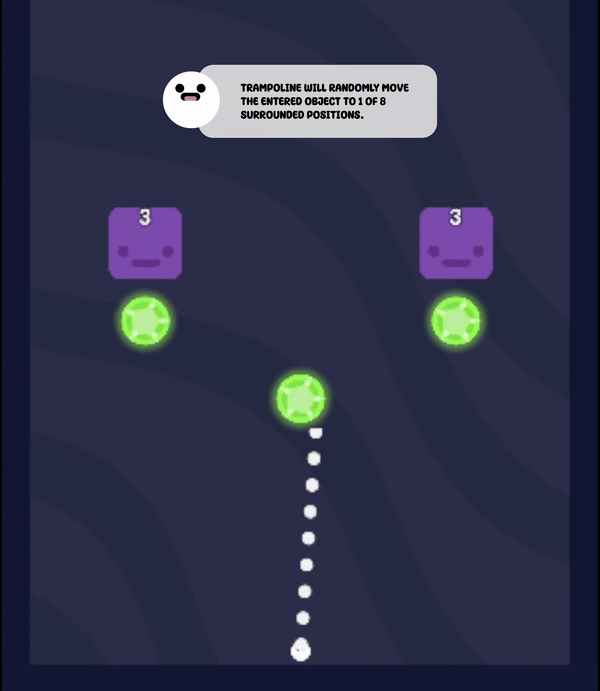 TRAMPOLINE WILL RANDOMLY MOVE
THE ENTERED OBJECT TO 1 OF 8
SURROUNDED POSITIONS.
3 3